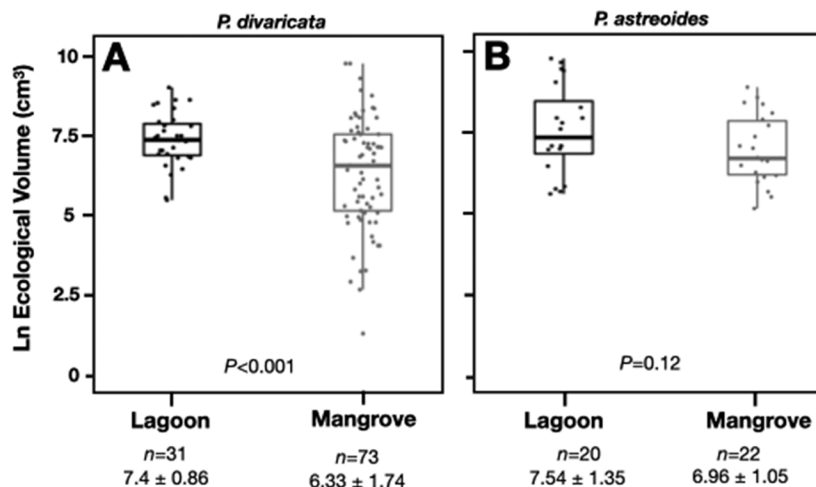 P. divaricata
P. astreoides
A
B
Ln Ecological Volume (cm³)
10
7.5
5
2.5
0
P<0.001
P=0.12
Lagoon
Mangrove
Lagoon
Mangrove
n=31
n=73
n=20
n=22
7.4 ± 0.86
6.33 ± 1.74
7.54 ± 1.35
6.96 ± 1.05